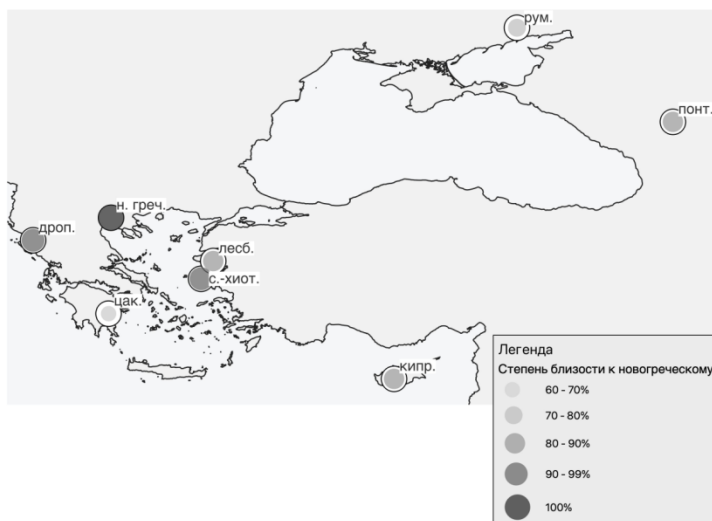 рум.
понт.
н. греч.
дроп.
лесб.
с.-хиот.
цак.
кипр.
Легенда
Степень близости к новогреческому
60 - 70%
70 - 80%
80 - 90%
90 - 99%
100%